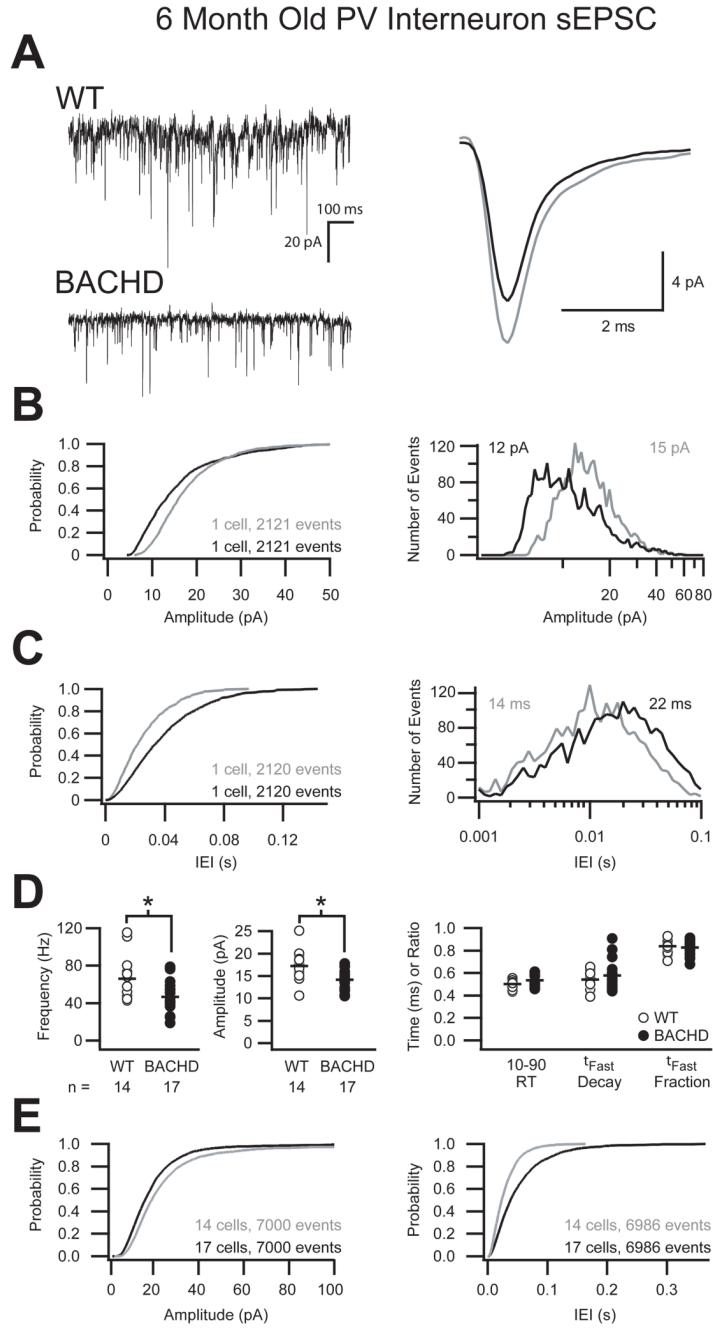 6 Month Old PV Interneuron sEPSC
A
WT
100 ms
20 pA
BACHD
4 pA
2 ms
B
Probability
1.0
0.8
0.6
0.4
0.2
0
1 cell, 2121 events
1 cell, 2121 events
0 10 20 30 40 50
Amplitude (pA)
Number of Events
120
80
40
0
12 pA
15 pA
20 40 60 80
Amplitude (pA)
C
Probability
1.0
0.8
0.6
0.4
0.2
0
1 cell, 2120 events
1 cell, 2120 events
0 0.04 0.08 0.12
IEI (s)
Number of Events
120
80
40
0
14 ms
22 ms
0.001 0.01 0.1
IEI (s)
D
Frequency (Hz)
120
80
40
0
*
WT BACHD
n = 14 17
Amplitude (pA)
25
20
15
10
5
0
*
WT BACHD
14 17
Time (ms) or Ratio
1.0
0.8
0.6
0.4
0.2
0.0
WT
BACHD
10-90 RT
tFast Decay
tFast Fraction
E
Probability
1.0
0.8
0.6
0.4
0.2
0.0
14 cells, 7000 events
17 cells, 7000 events
0 20 40 60 80 100
Amplitude (pA)
Probability
1.0
0.8
0.6
0.4
0.2
0.0
14 cells, 6986 events
17 cells, 6986 events
0.0 0.1 0.2 0.3
IEI (s)